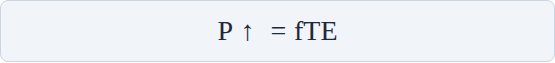 P ↑ = fTE